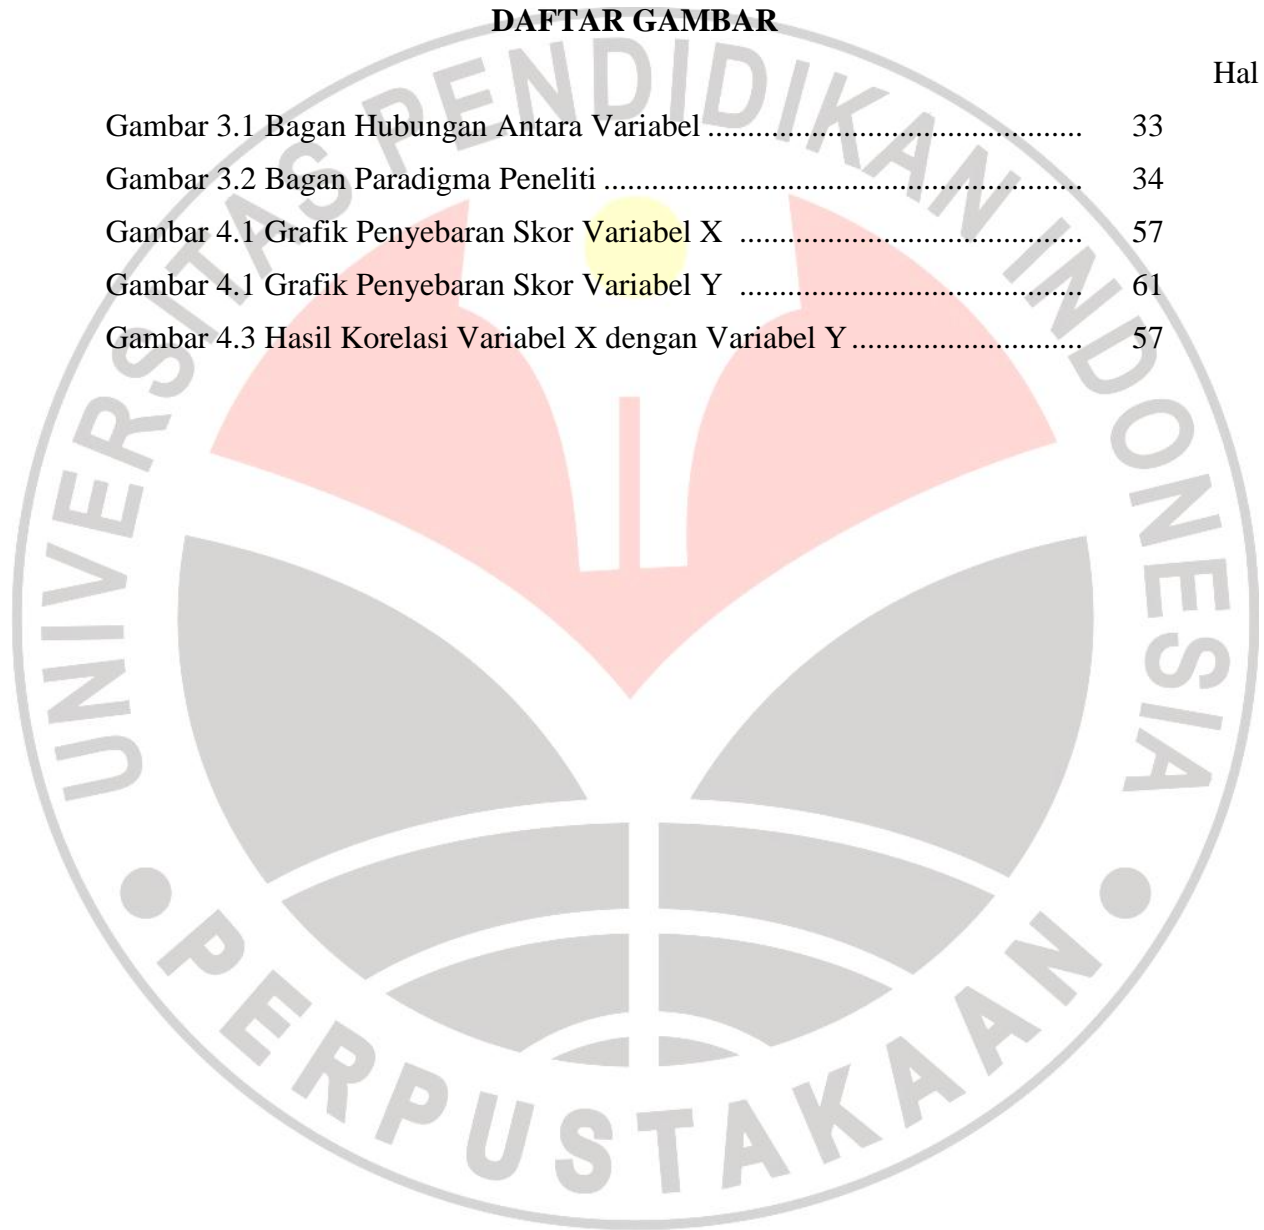 DAFTAR GAMBAR
Hal
Gambar 3.1 Bagan Hubungan Antara Variabel ............................................... 33
Gambar 3.2 Bagan Paradigma Peneliti ............................................................ 34
Gambar 4.1 Grafik Penyebaran Skor Variabel X ........................................... 57
Gambar 4.1 Grafik Penyebaran Skor Variabel Y ........................................... 61
Gambar 4.3 Hasil Korelasi Variabel X dengan Variabel Y ............................. 57
UNIVERSITAS PENDIDIKAN INDONESIA
PERPUSTAKAAN